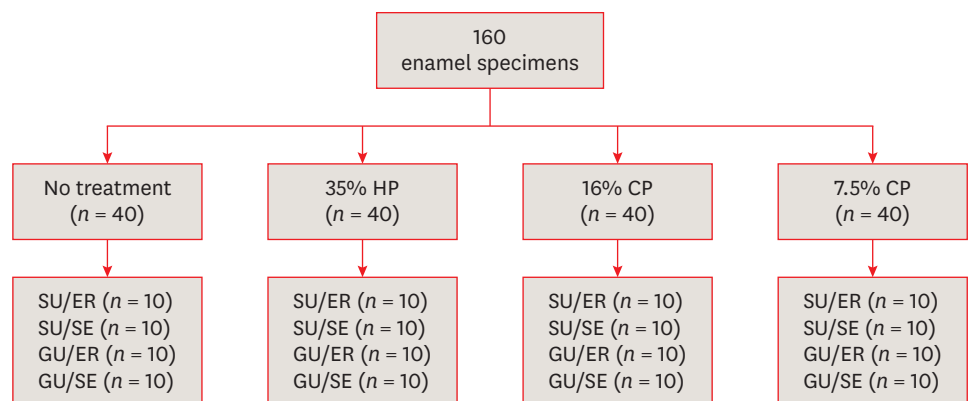 160
enamel specimens
No treatment
(n = 40)
35% HP
(n = 40)
16% CP
(n = 40)
7.5% CP
(n = 40)
SU/ER (n = 10)
SU/SE (n = 10)
GU/ER (n = 10)
GU/SE (n = 10)
SU/ER (n = 10)
SU/SE (n = 10)
GU/ER (n = 10)
GU/SE (n = 10)
SU/ER (n = 10)
SU/SE (n = 10)
GU/ER (n = 10)
GU/SE (n = 10)
SU/ER (n = 10)
SU/SE (n = 10)
GU/ER (n = 10)
GU/SE (n = 10)